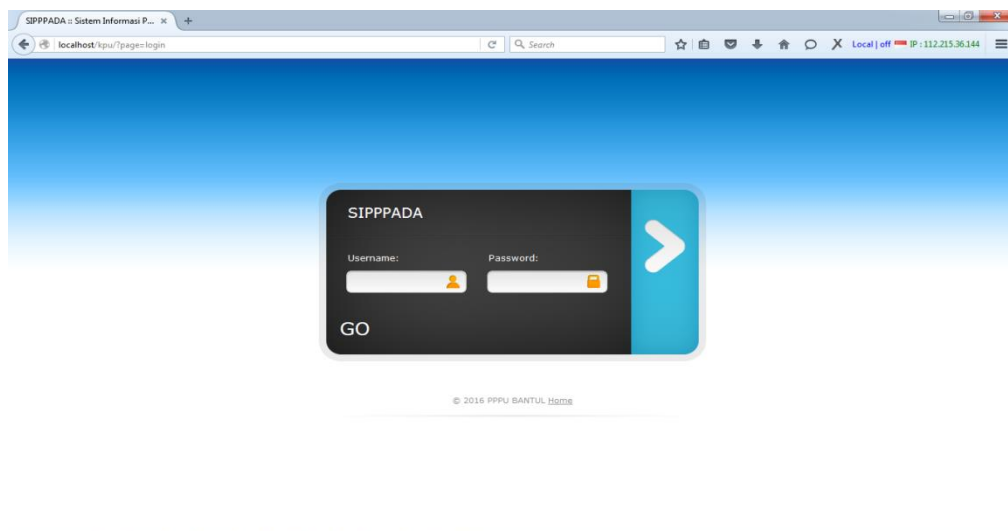 SIPPPADA :: Sistem Informasi P...
localhost/kpu/?page=login
Search
Local | off IP : 112.215.36.144
SIPPPADA
Username:
Password:
GO
© 2016 PPPU BANTUL Home